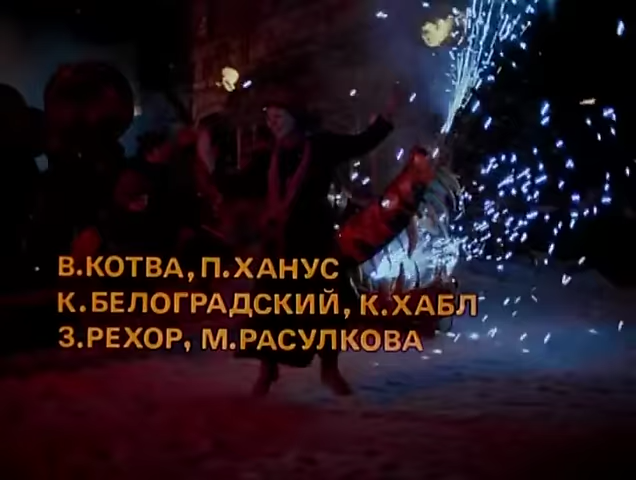 В.КОТВА, П.ХАНУС
К.БЕЛОГРАДСКИЙ, К.ХАБЛ
З.РЕХОР, М.РАСУЛКОВА